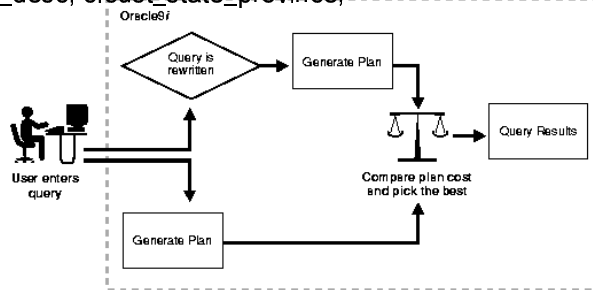 Oracle9i
Query is
rewritten
Generate Plan
User enters
query
Compare plan cost
and pick the best
Query Results
Generate Plan